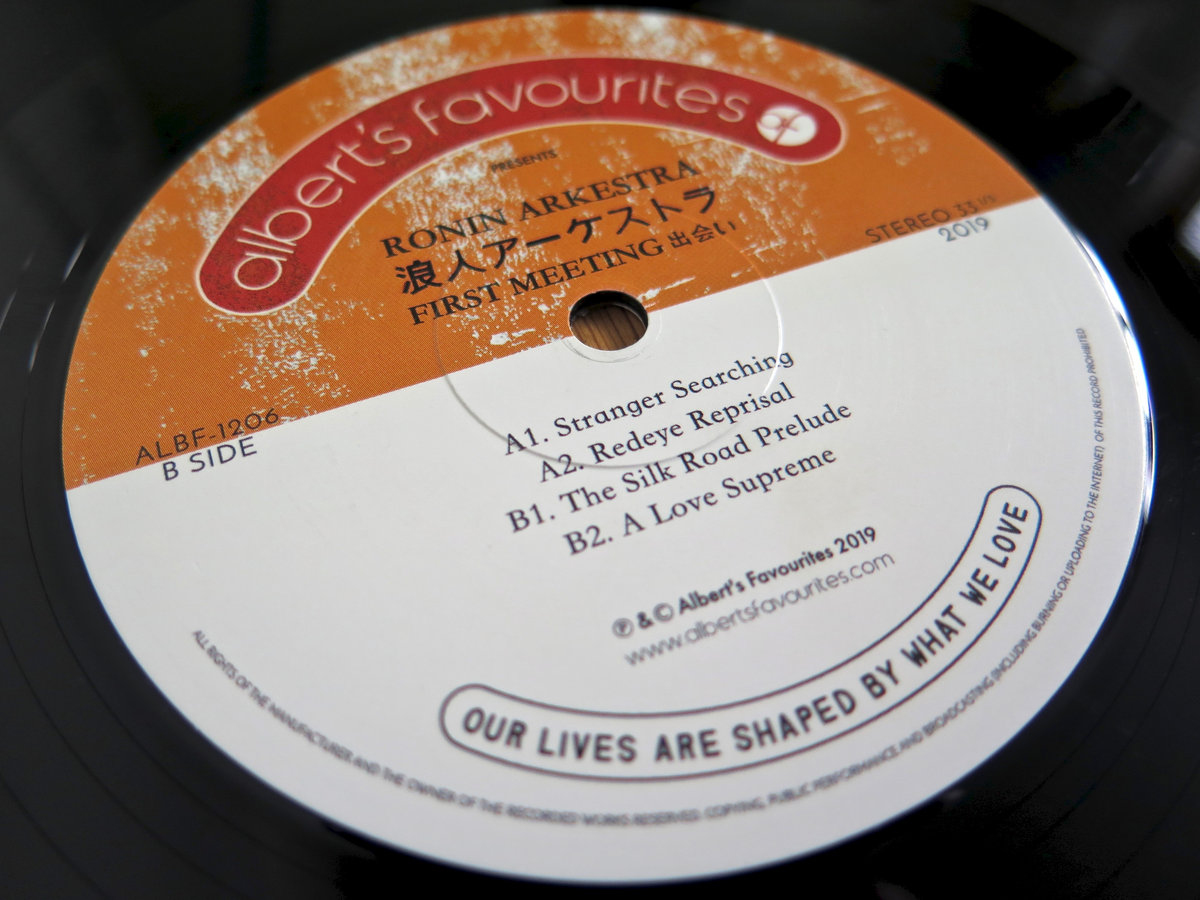 albert's favourites
PRESENTS
RONIN ARKESTRA
浪人アーケストラ
FIRST MEETING 出会い
STEREO 33 1/3
2019
ALBF-1206
B SIDE
A1. Stranger Searching
A2. Redeye Reprisal
B1. The Silk Road Prelude
B2. A Love Supreme
℗ & © Albert's Favourites 2019
www.albertsfavourites.com
OUR LIVES ARE SHAPED BY WHAT WE LOVE
ALL RIGHTS OF THE MANUFACTURER AND THE OWNER OF THE RECORDED WORKS RESERVED. COPYING, PUBLIC PERFORMANCE AND BROADCASTING (INCLUDING BURNING OR UPLOADING TO THE INTERNET) OF THIS RECORD PROHIBITED